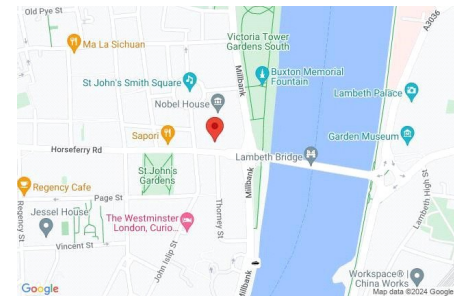 Old Pye St
Ma La Sichuan
Victoria Tower
Gardens South
A3036
St John's Smith Square
Millbank
Buxton Memorial
Fountain
Lambeth Palace
Nobel House
Sapori
Garden Museum
Horseferry Rd
Lambeth Bridge
St John's
Gardens
Regency Cafe
Page St
Millbank
Lambeth High St
Regency St
Jessel House
The Westminster
London, Curio...
Thorney St
Vincent St
John Islip St
Millbank
Workspace® |
China Works
Google
Map data ©2024 Google